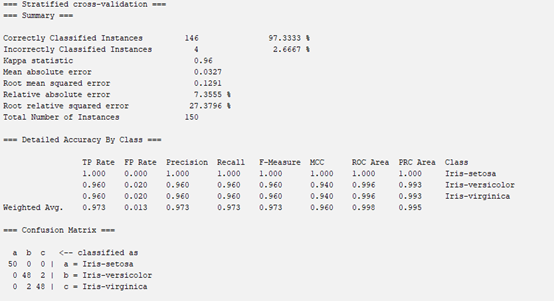 === Stratified cross-validation ===
=== Summary ===
Correctly Classified Instances 146 97.3333 %
Incorrectly Classified Instances 4 2.6667 %
Kappa statistic 0.96
Mean absolute error 0.0327
Root mean squared error 0.1291
Relative absolute error 7.3555 %
Root relative squared error 27.3796 %
Total Number of Instances 150
=== Detailed Accuracy By Class ===
TP Rate FP Rate Precision Recall F-Measure MCC ROC Area PRC Area Class
1.000 0.000 1.000 1.000 1.000 1.000 1.000 1.000 Iris-setosa
0.960 0.020 0.960 0.960 0.960 0.940 0.996 0.993 Iris-versicolor
0.960 0.020 0.960 0.960 0.960 0.940 0.996 0.993 Iris-virginica
Weighted Avg. 0.973 0.013 0.973 0.973 0.973 0.960 0.998 0.995
=== Confusion Matrix ===
a b c <-- classified as
50 0 0 | a = Iris-setosa
0 48 2 | b = Iris-versicolor
0 2 48 | c = Iris-virginica